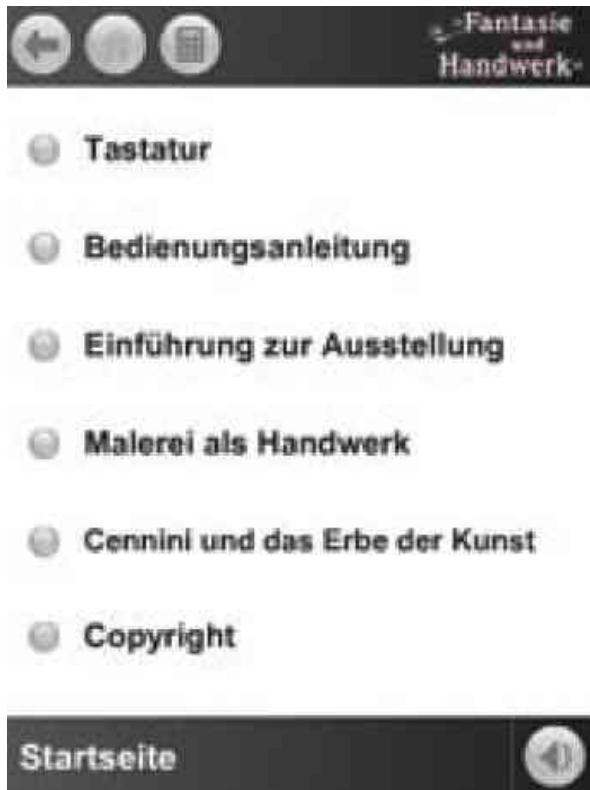 »Fantasie
und
Handwerk«
Tastatur
Bedienungsanleitung
Einführung zur Ausstellung
Malerei als Handwerk
Cennini und das Erbe der Kunst
Copyright
Startseite